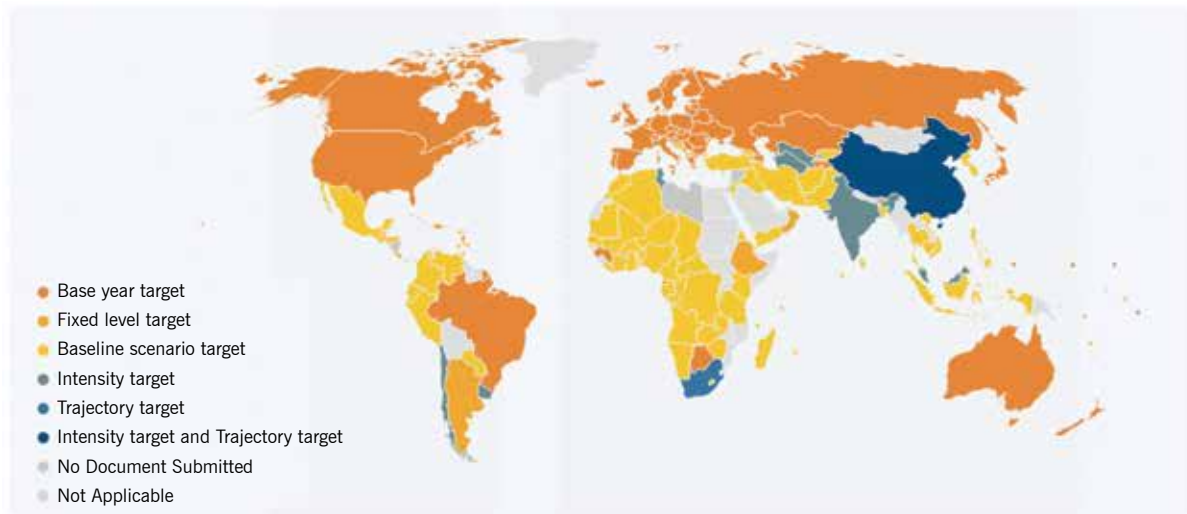 Base year target
Fixed level target
Baseline scenario target
Intensity target
Trajectory target
Intensity target and Trajectory target
No Document Submitted
Not Applicable